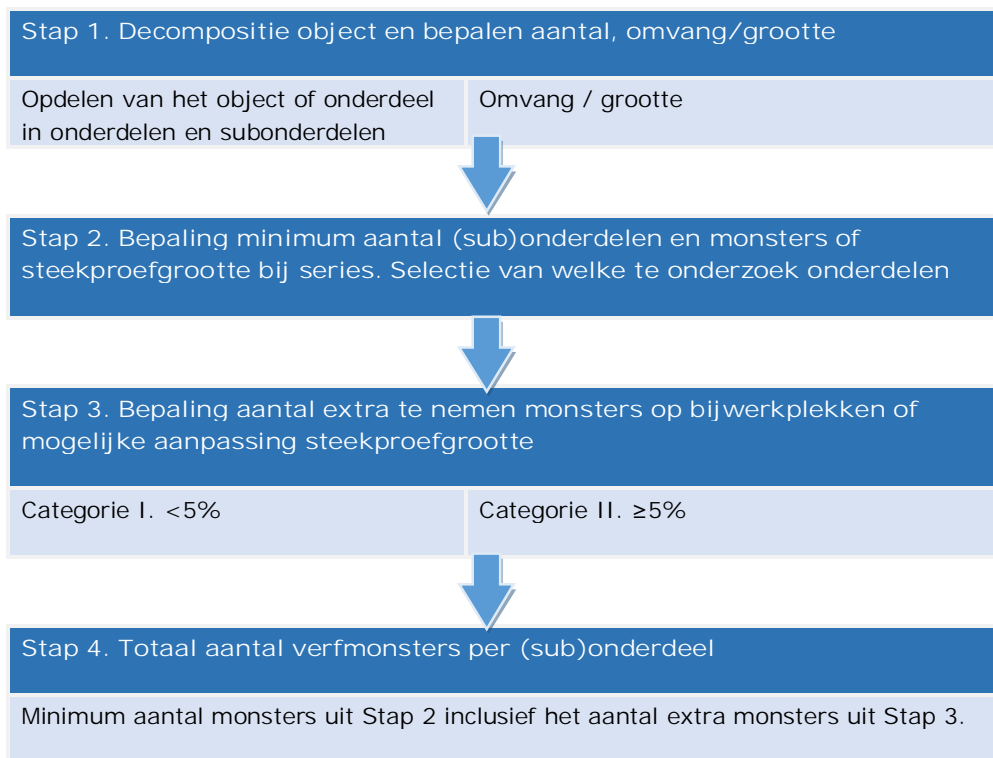 Stap 1. Decompositie object en bepalen aantal, omvang/grootte
Opdelen van het object of onderdeel
in onderdelen en subonderdelen
Omvang / grootte
Stap 2. Bepaling minimum aantal (sub)onderdelen en monsters of
steekproefgrootte bij series. Selectie van welke te onderzoek onderdelen
Stap 3. Bepaling aantal extra te nemen monsters op bijwerkplekken of
mogelijke aanpassing steekproefgrootte
Categorie I. <5%
Categorie II. ≥5%
Stap 4. Totaal aantal verfmonsters per (sub)onderdeel
Minimum aantal monsters uit Stap 2 inclusief het aantal extra monsters uit Stap 3.